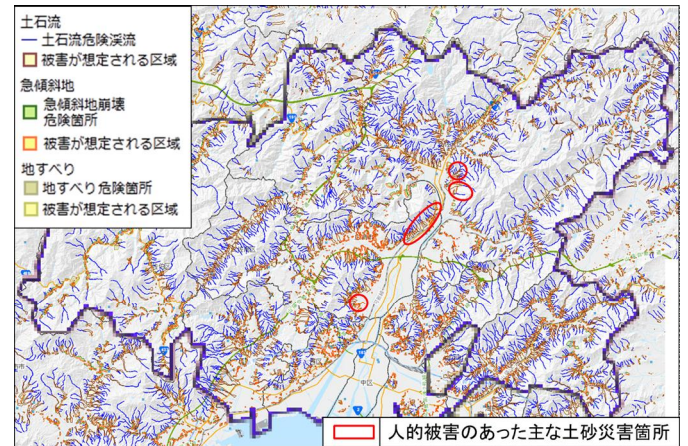 土石流
土石流危険渓流
被害が想定される区域
急傾斜地
急傾斜地崩壊
危険箇所
被害が想定される区域
地すべり
地すべり危険箇所
被害が想定される区域
中区
人的被害のあった主な土砂災害箇所